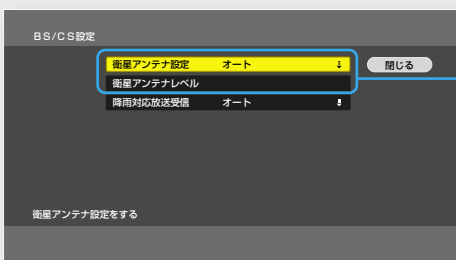 BS/CS設定
衛星アンテナ設定 オート ↓ 閉じる
衛星アンテナレベル
降雨対応放送受信 オート
衛星アンテナ設定をする